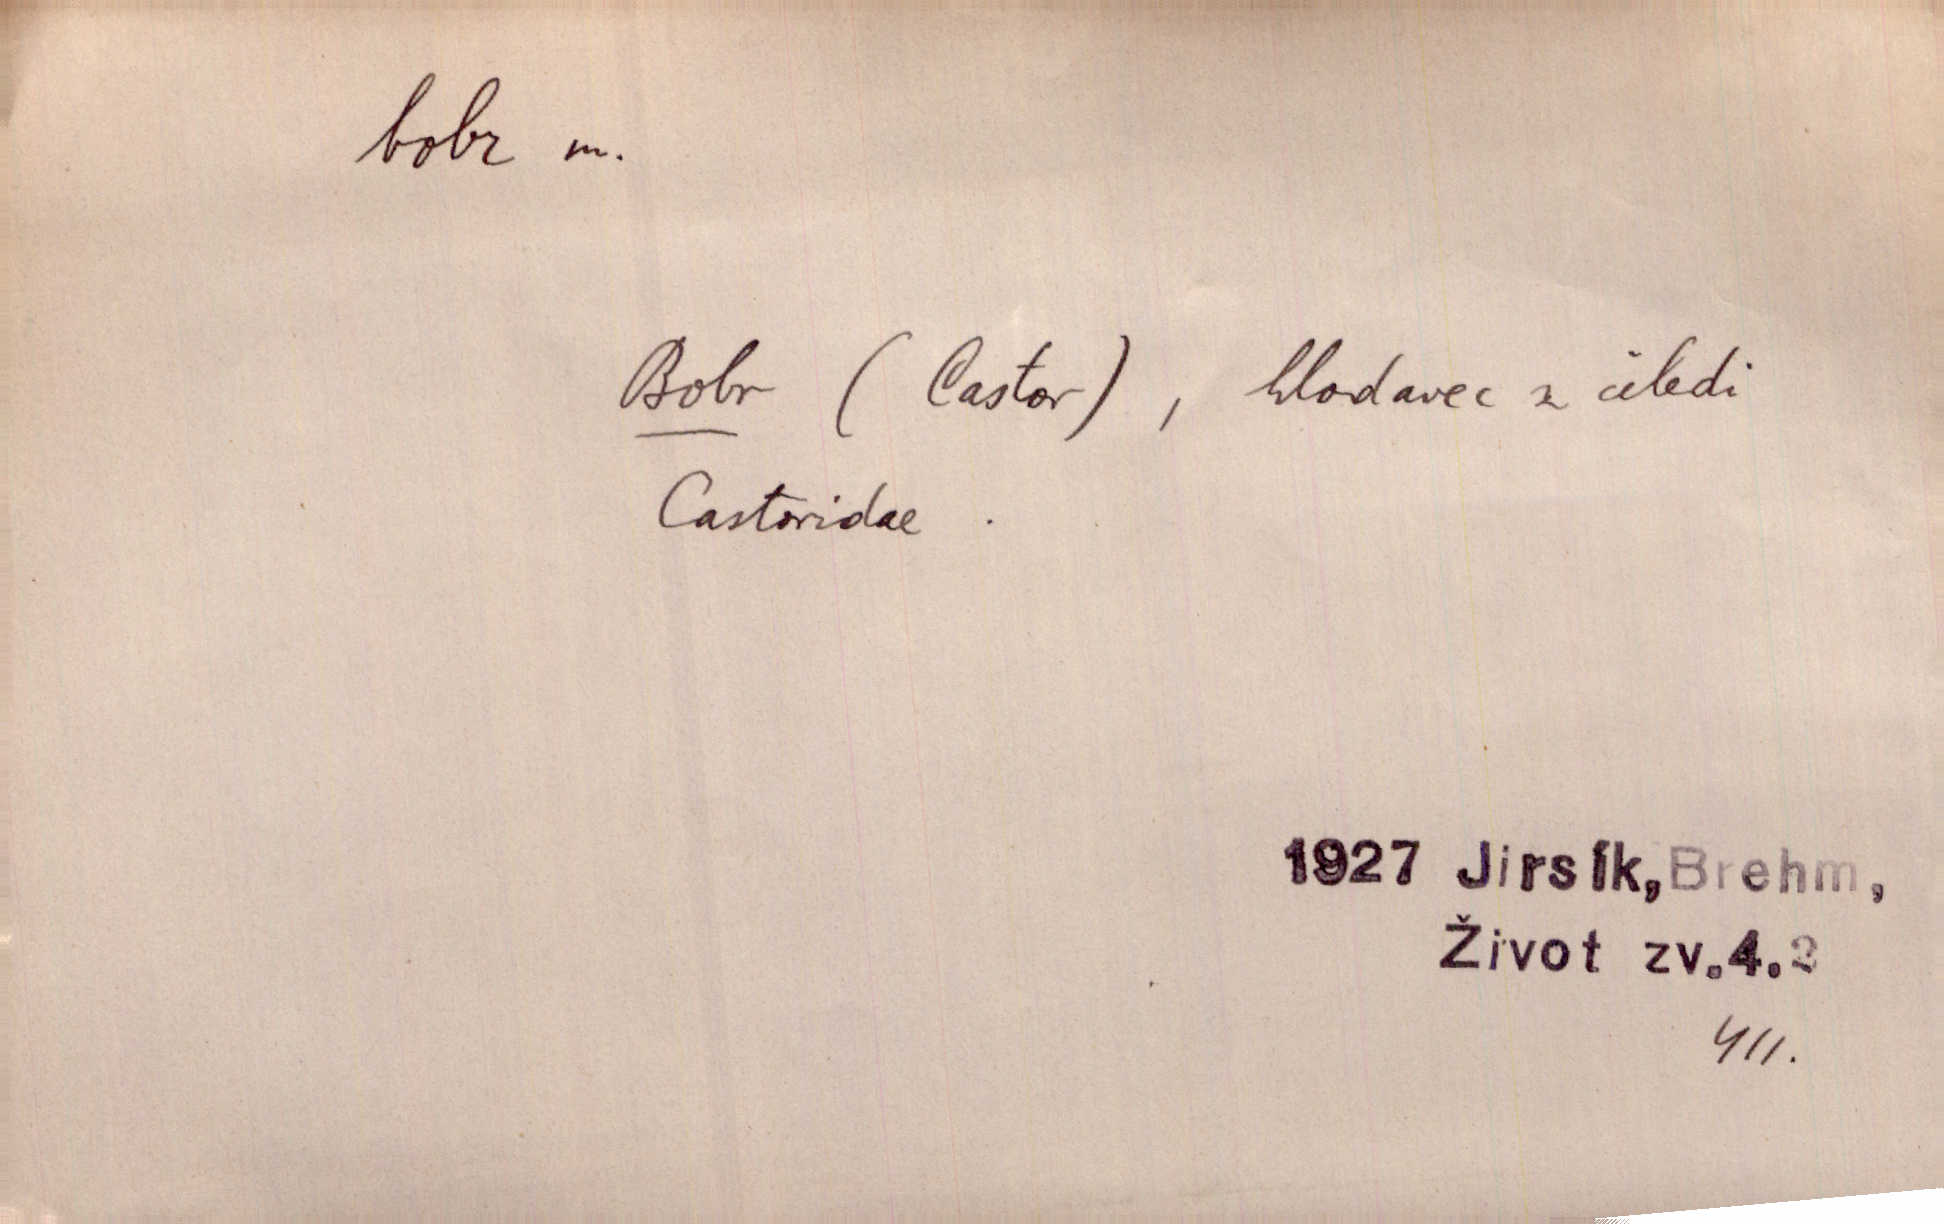 bobr m.
Bobr (Castor), hlodavec z čeledi
Castoridae.
1927 Jirsík, Brehm,
Život zv.4.2
411.